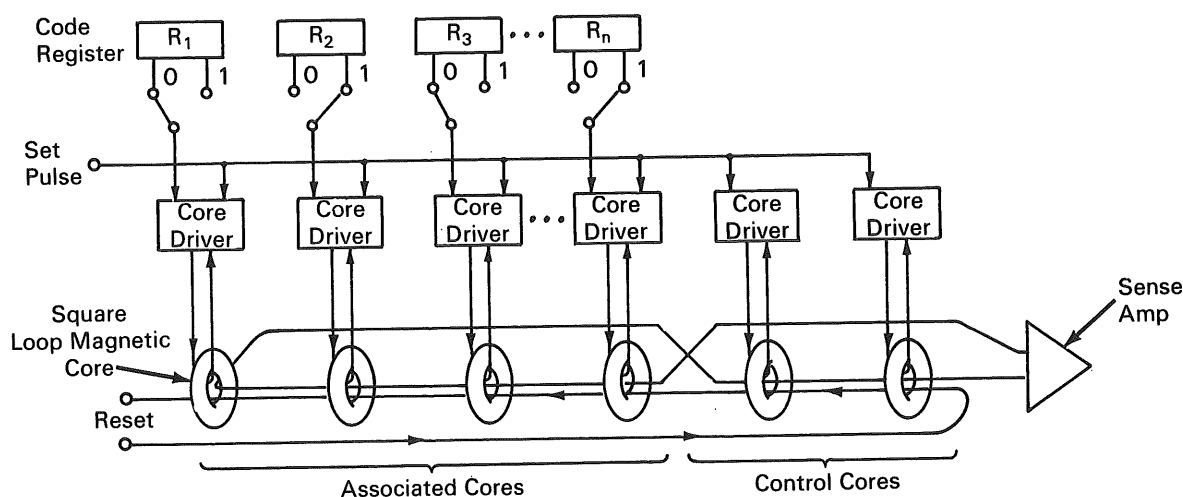 Code
Register
R1
R2
R3
• • •
Rn
0 1
0 1
0 1
0 1
Set
Pulse
Core
Driver
Core
Driver
Core
Driver
• • •
Core
Driver
Core
Driver
Core
Driver
Sense
Amp
Square
Loop Magnetic
Core
Reset
Associated Cores
Control Cores